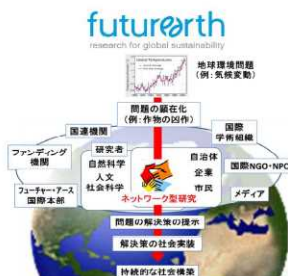 futurearth
research for global sustainability
地球環境問題
(例：気候変動)
問題の顕在化
(例：作物の凶作)
国連機関
国際
学術組織
ファンディング
機関
研究者
自然科学
人文
社会科学
自治体
企業
市民
国際NGO・NPO
フューチャー・アース
国際本部
ネットワーク型研究
メディア
問題の解決策の提示
解決策の社会実装
持続的な社会構築